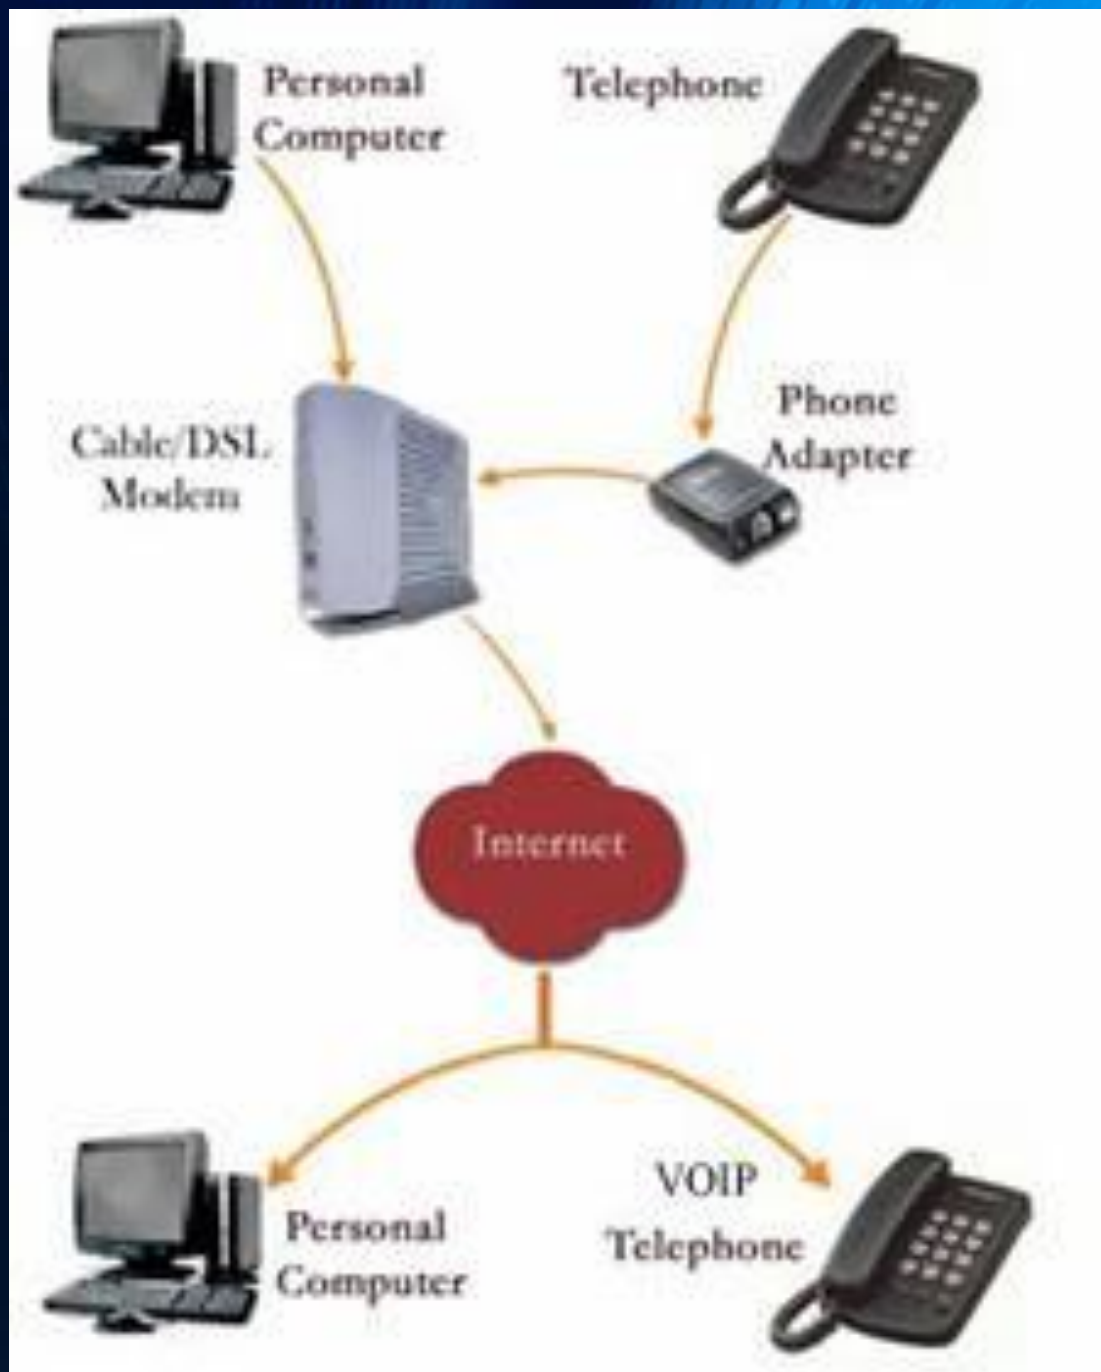 Personal
Computer
Telephone
Phone
Adapter
Cable/DSL
Modem
Internet
VOIP
Telephone
Personal
Computer